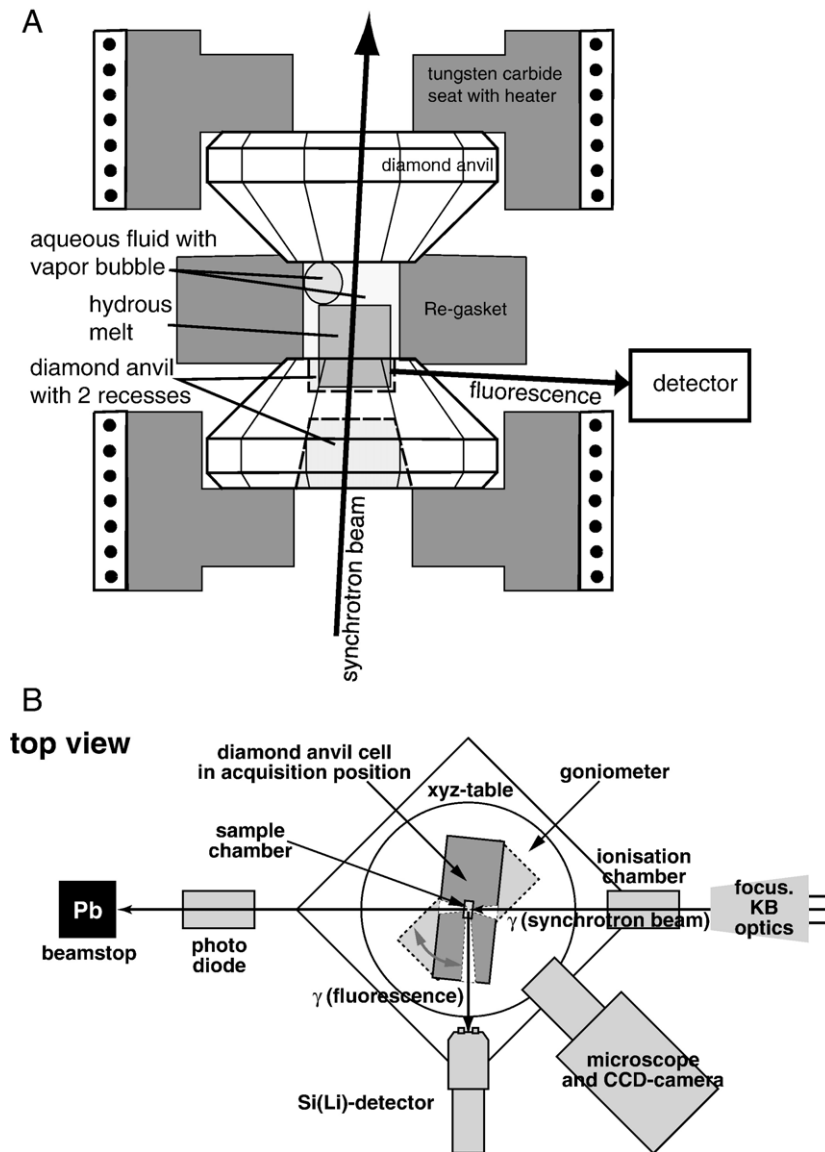 A
tungsten carbide
seat with heater
diamond anvil
aqueous fluid with
vapor bubble
hydrous
melt
Re-gasket
diamond anvil
with 2 recesses
fluorescence
detector
synchrotron beam
B
top view
diamond anvil cell
in acquisition position
goniometer
xyz-table
sample
chamber
ionisation
chamber
focus.
KB
optics
Pb
γ (synchrotron beam)
beamstop
photo
diode
γ (fluorescence)
microscope
and CCD-camera
Si(Li)-detector